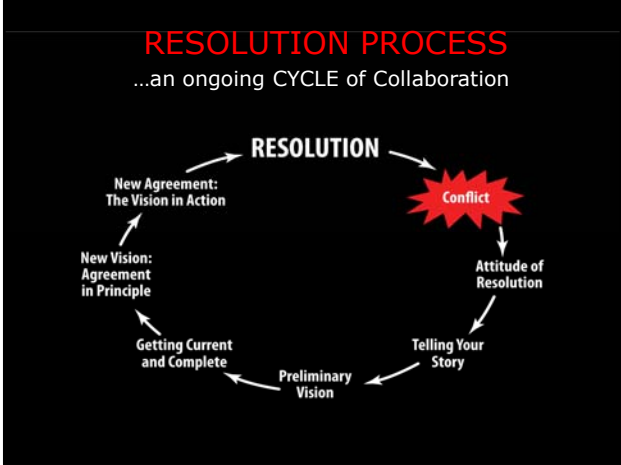 RESOLUTION PROCESS
...an ongoing CYCLE of Collaboration
RESOLUTION
Conflict
Attitude of
Resolution
Telling Your
Story
Preliminary
Vision
Getting Current
and Complete
New Vision:
Agreement
in Principle
New Agreement:
The Vision in Action